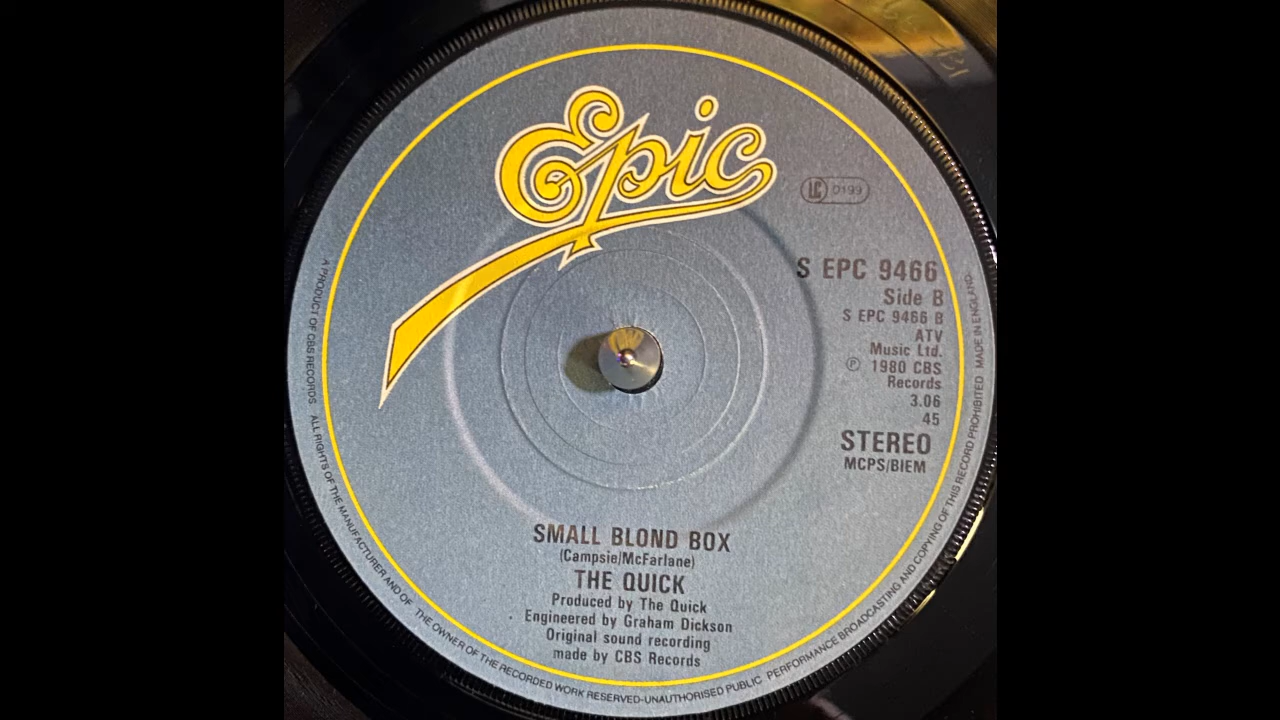 Epic
LC 0199
S EPC 9466
Side B
S EPC 9466 B
ATV
Music Ltd.
℗ 1980 CBS
Records
3.06
45
STEREO
MCPS/BIEM
SMALL BLOND BOX
(Campsie/McFarlane)
THE QUICK
Produced by The Quick
Engineered by Graham Dickson
Original sound recording
made by CBS Records
A PRODUCT OF CBS RECORDS ALL RIGHTS OF THE MANUFACTURER AND OF THE OWNER OF THE RECORDED WORK RESERVED-UNAUTHORISED PUBLIC PERFORMANCE BROADCASTING AND COPYING OF THIS RECORD PROHIBITED MADE IN ENGLAND